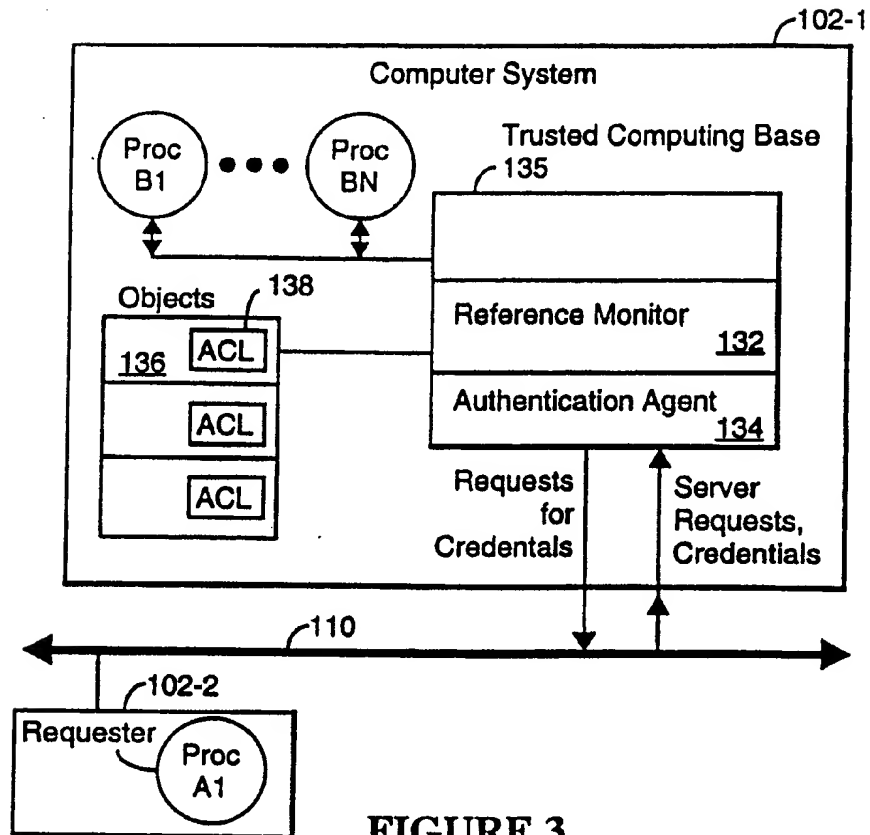 102-1
Computer System
Proc
B1
Proc
BN
Trusted Computing Base
135
Objects
138
136
ACL
ACL
ACL
Reference Monitor
132
Authentication Agent
134
Requests
for
Credentals
Server
Requests,
Credentials
110
102-2
Requester
Proc
A1
FIGURE 3